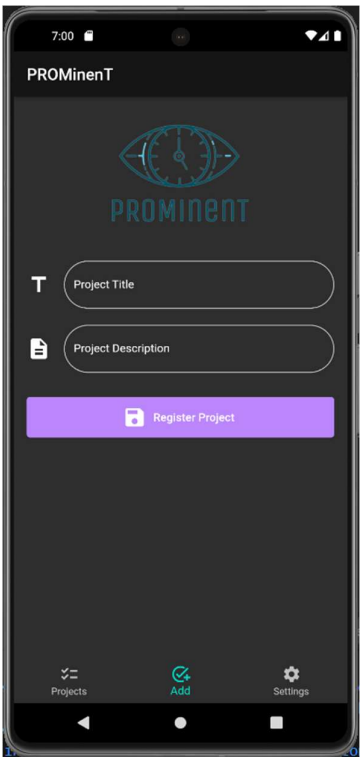 7:00
PROMinenT
PROMINENT
Project Title
Project Description
Register Project
Projects
Add
Settings